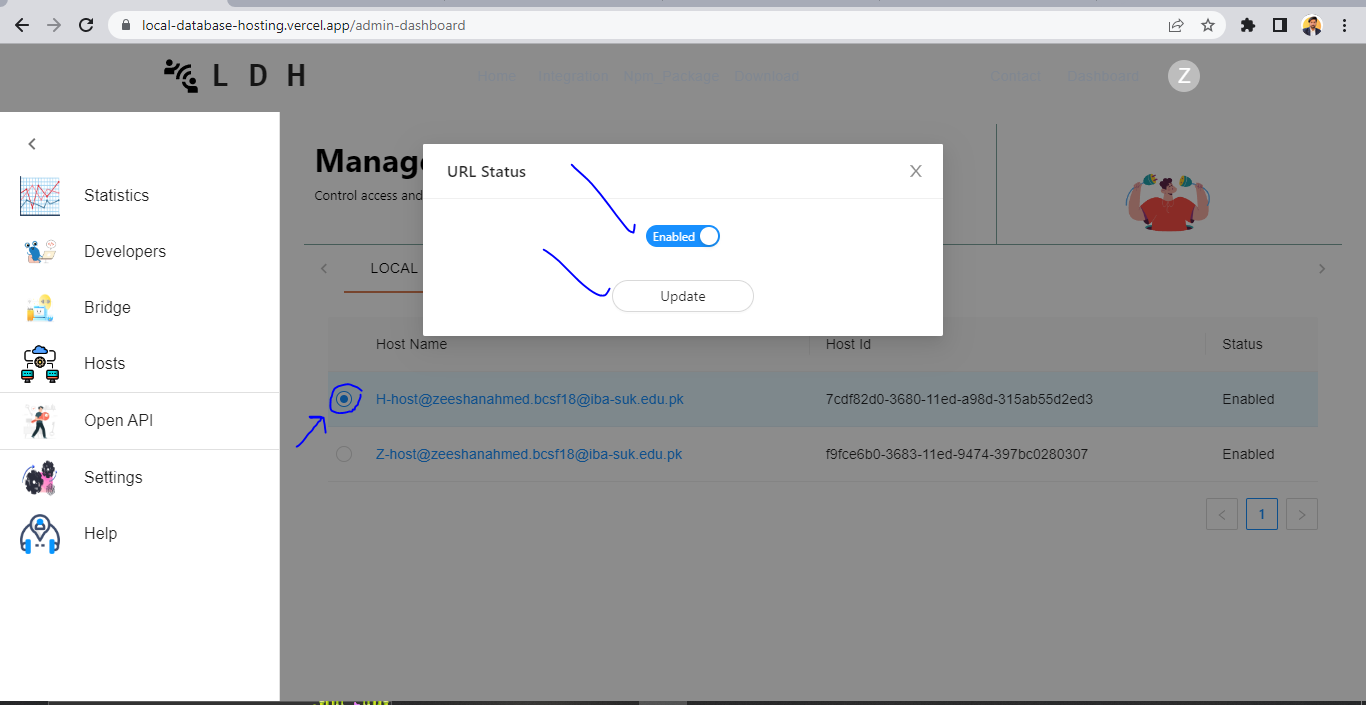 local-database-hosting.vercel.app/admin-dashboard
L D H
Home Integration Npm_Package Download Contact Dashboard Z
Statistics
Developers
Bridge
Hosts
Open API
Settings
Help
Control access and
URL Status
Enabled
Update
LOCAL
Host Name Host Id Status
H-host@zeeshanahmed.bcsf18@iba-suk.edu.pk 7cdf82d0-3680-11ed-a98d-315ab55d2ed3 Enabled
Z-host@zeeshanahmed.bcsf18@iba-suk.edu.pk f9fce6b0-3683-11ed-9474-397bc0280307 Enabled
< 1 >